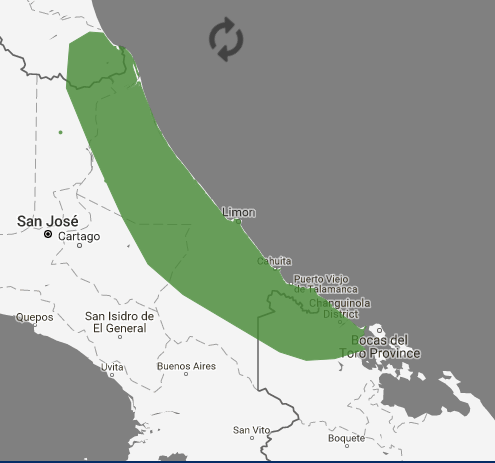 Limon
San José
Cartago
Cahuita
Puerto Viejo
de Talamanca
Changuinola
District
Quepos
San Isidro de
El General
Bocas del
Toro Province
Uvita
Buenos Aires
San Vito
Boquete